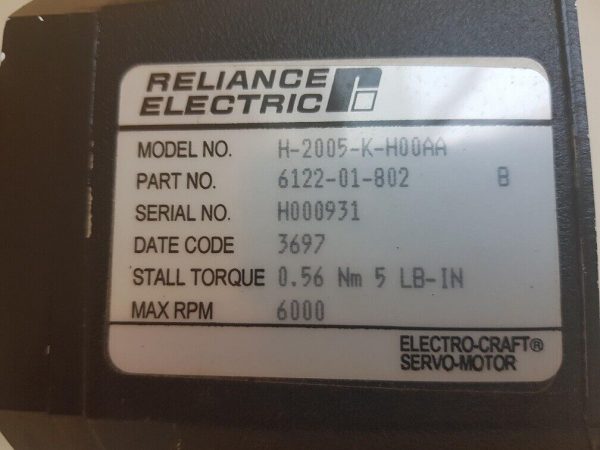 RELIANCE
ELECTRIC
MODEL NO. H-2005-K-H00AA
PART NO. 6122-01-802 B
SERIAL NO. H000931
DATE CODE 3697
STALL TORQUE 0.56 Nm 5 LB-IN
MAX RPM 6000
ELECTRO-CRAFT®
SERVO-MOTOR